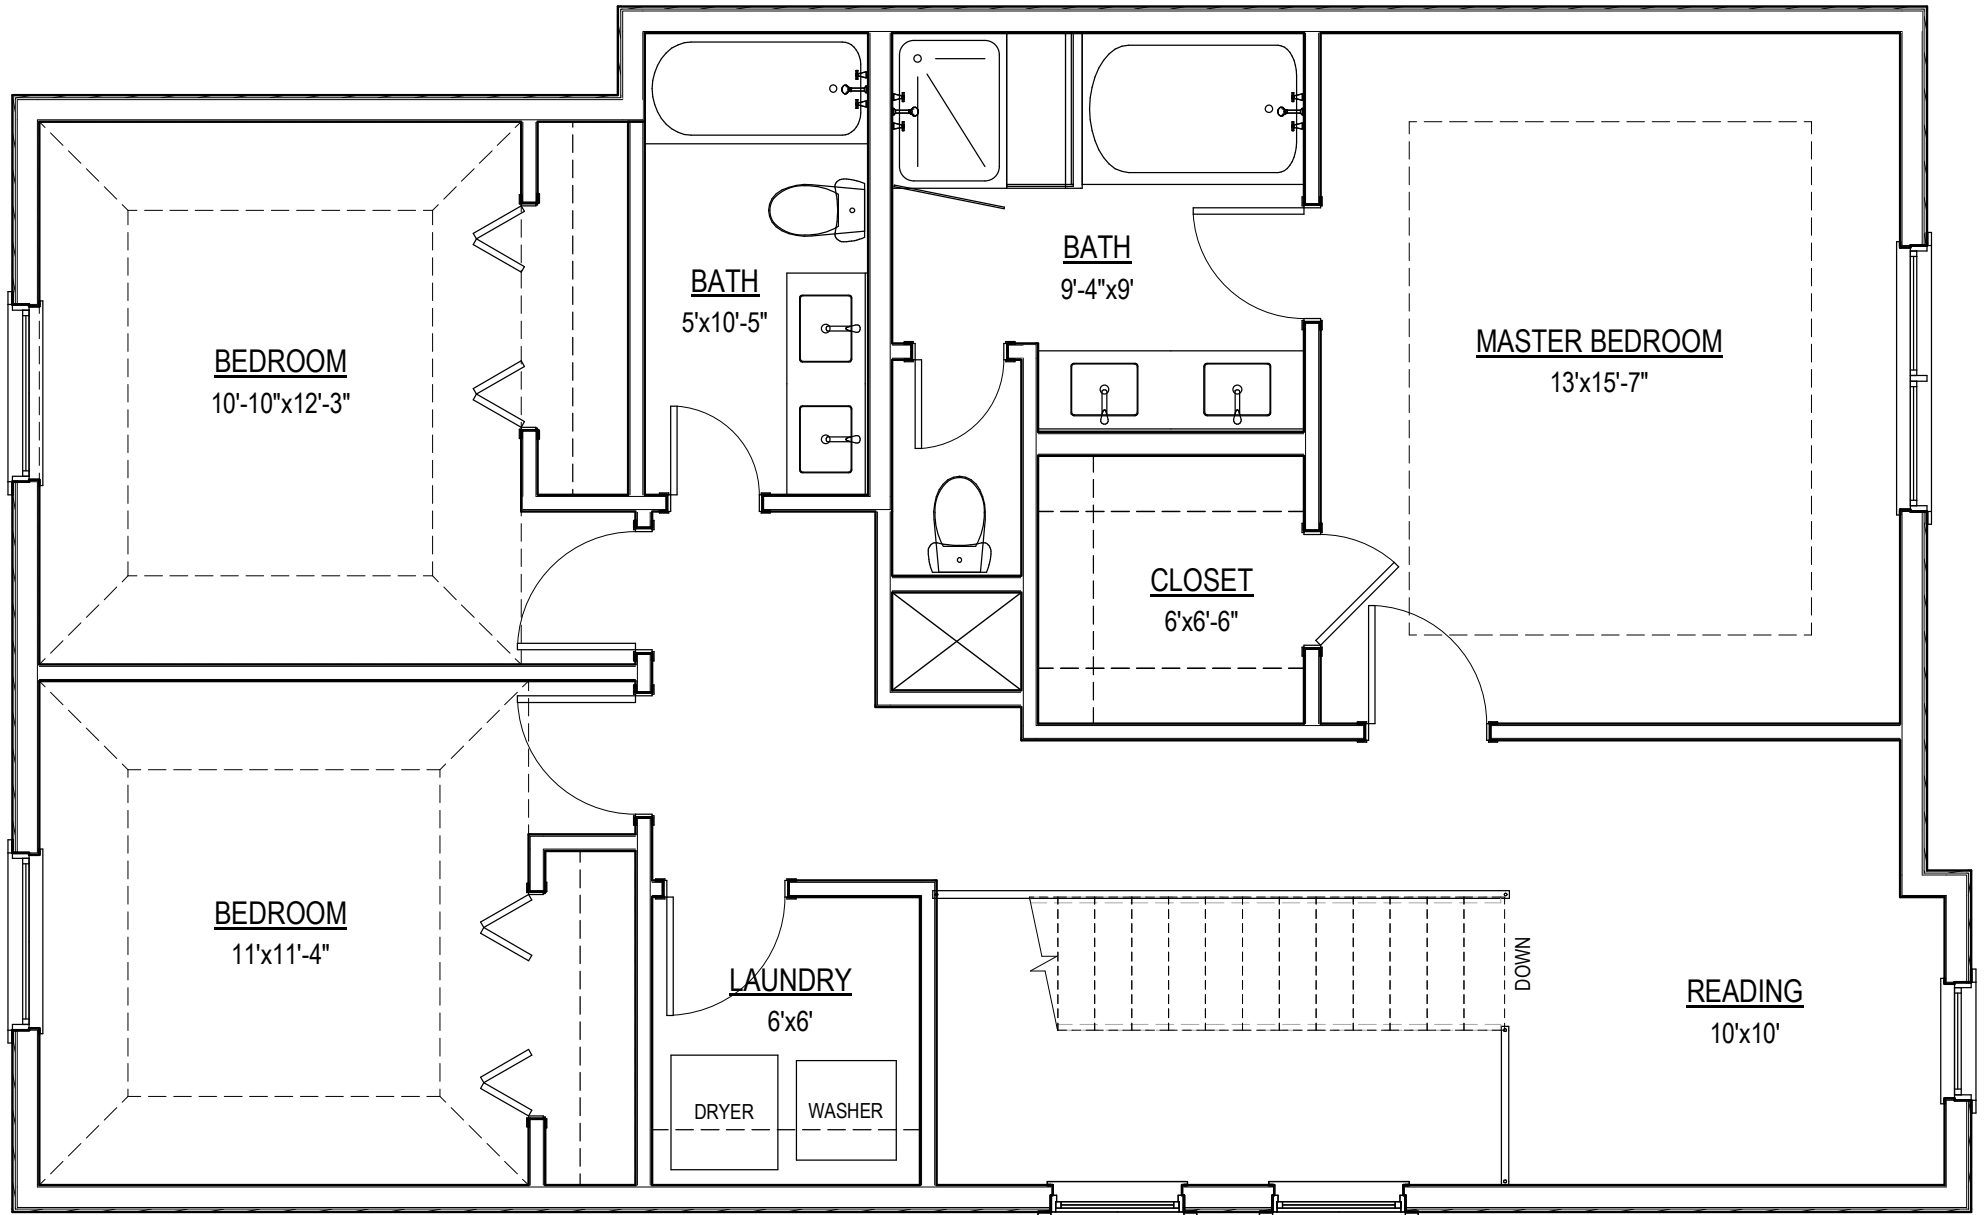 BATH
9'-4"x9'
BATH
5'x10'-5"
MASTER BEDROOM
13'x15'-7"
BEDROOM
10'-10"x12'-3"
CLOSET
6'x6'-6"
BEDROOM
11'x11'-4"
LAUNDRY
6'x6'
DOWN
READING
10'x10'
DRYER
WASHER